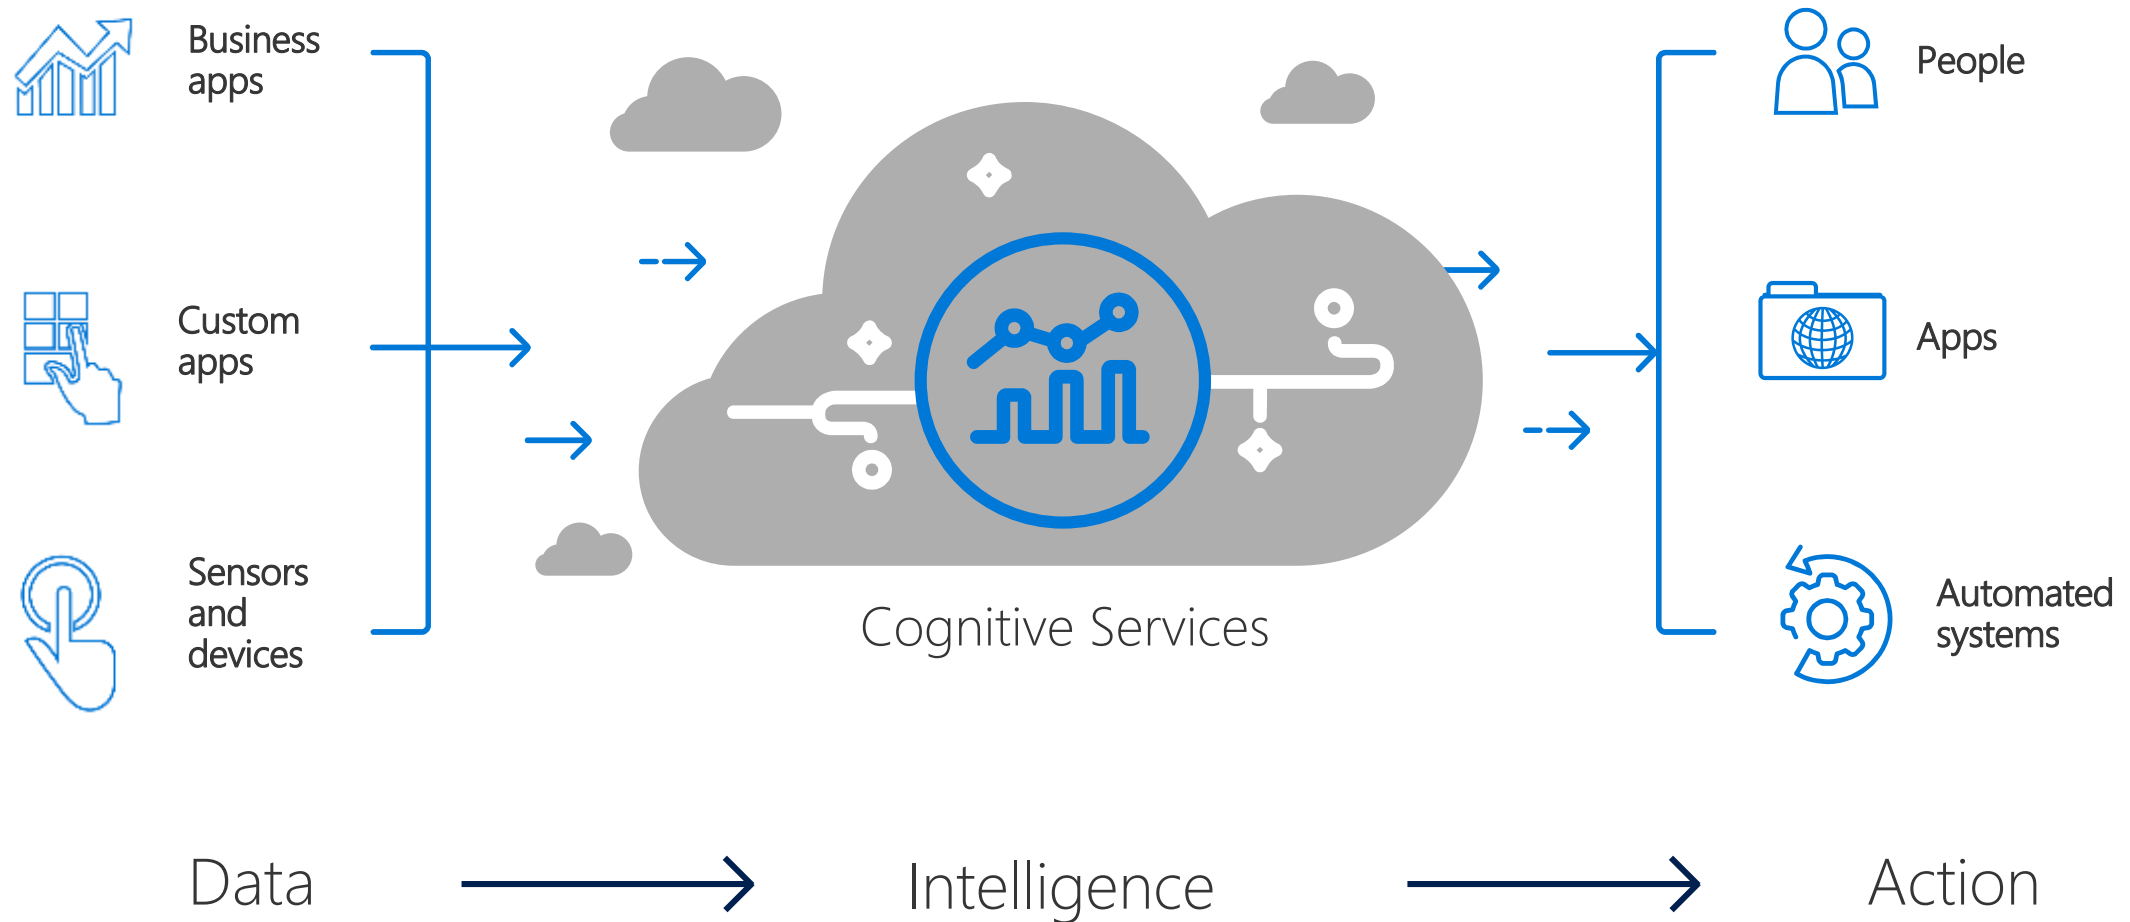 Business
apps
Custom
apps
Sensors
and
devices
Cognitive Services
People
Apps
Automated
systems
Data
Intelligence
Action